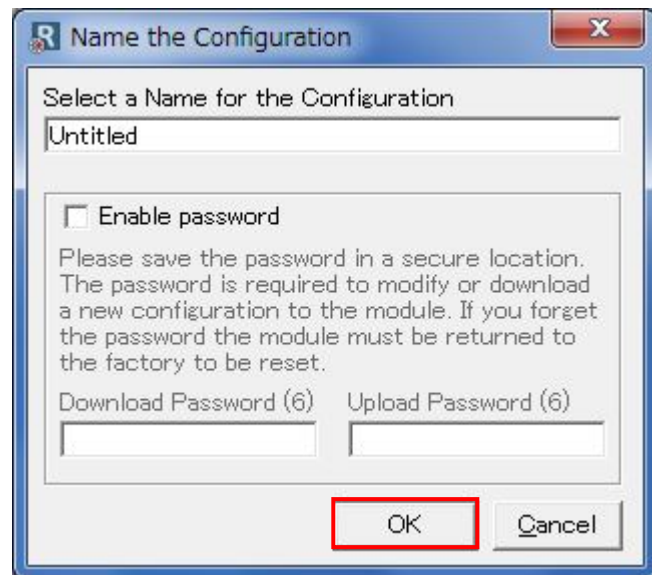 Name the Configuration
Select a Name for the Configuration
Untitled
Enable password
Please save the password in a secure location.
The password is required to modify or download
a new configuration to the module. If you forget
the password the module must be returned to
the factory to be reset.
Download Password (6) Upload Password (6)
OK Cancel